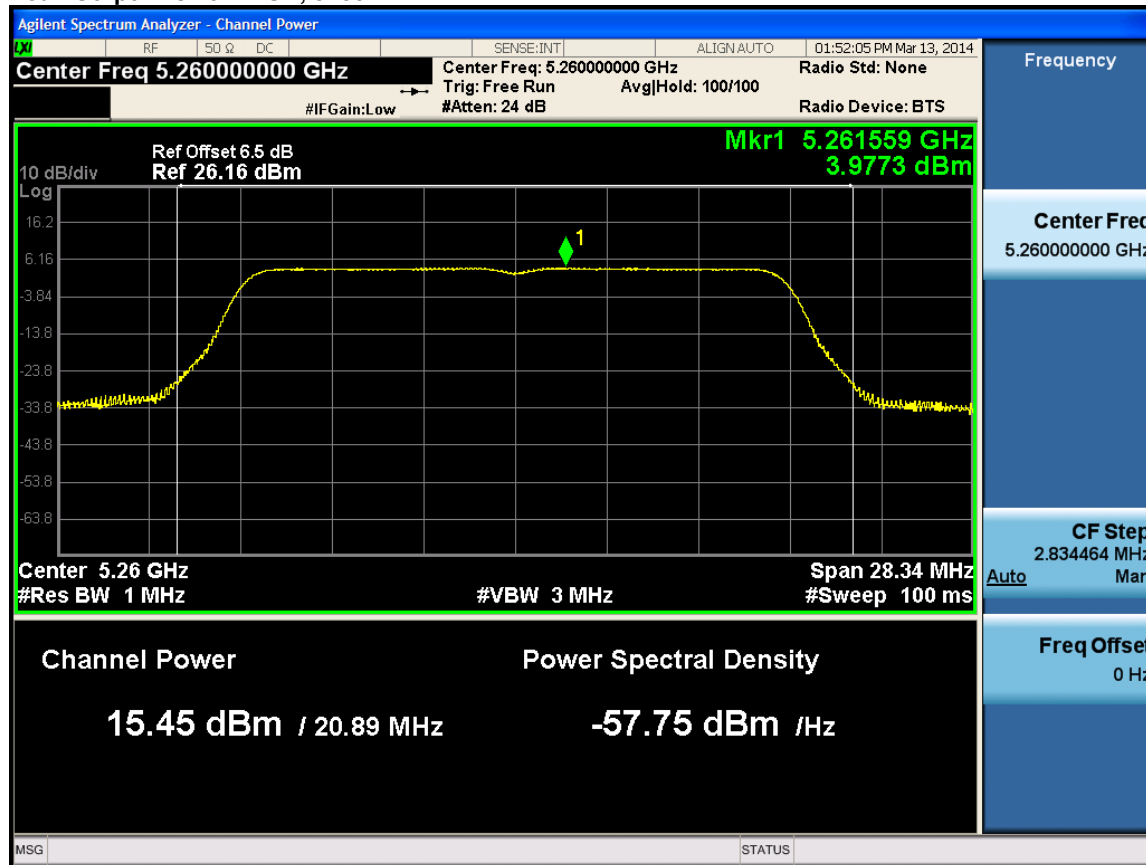 Agilent Spectrum Analyzer - Channel Power
LXI RF 50 Ω DC SENSE:INT ALIGNAUTO 01:52:05 PM Mar 13, 2014
Center Freq 5.260000000 GHz
Center Freq: 5.260000000 GHz
Radio Std: None
Trig: Free Run Avg|Hold: 100/100
#IFGain:Low
#Atten: 24 dB
Radio Device: BTS
Frequency
Mkr1 5.261559 GHz
3.9773 dBm
Ref Offset 6.5 dB
10 dB/div Ref 26.16 dBm
Log
16.2
6.16
-3.84
-13.8
-23.8
-33.8
-43.8
-53.8
-63.8
1
Center 5.26 GHz Span 28.34 MHz
#Res BW 1 MHz #VBW 3 MHz #Sweep 100 ms
Center Freq
5.260000000 GHz
CF Step
2.834464 MHz
Auto Man
Freq Offset
0 Hz
Channel Power Power Spectral Density
15.45 dBm / 20.89 MHz -57.75 dBm /Hz
MSG STATUS